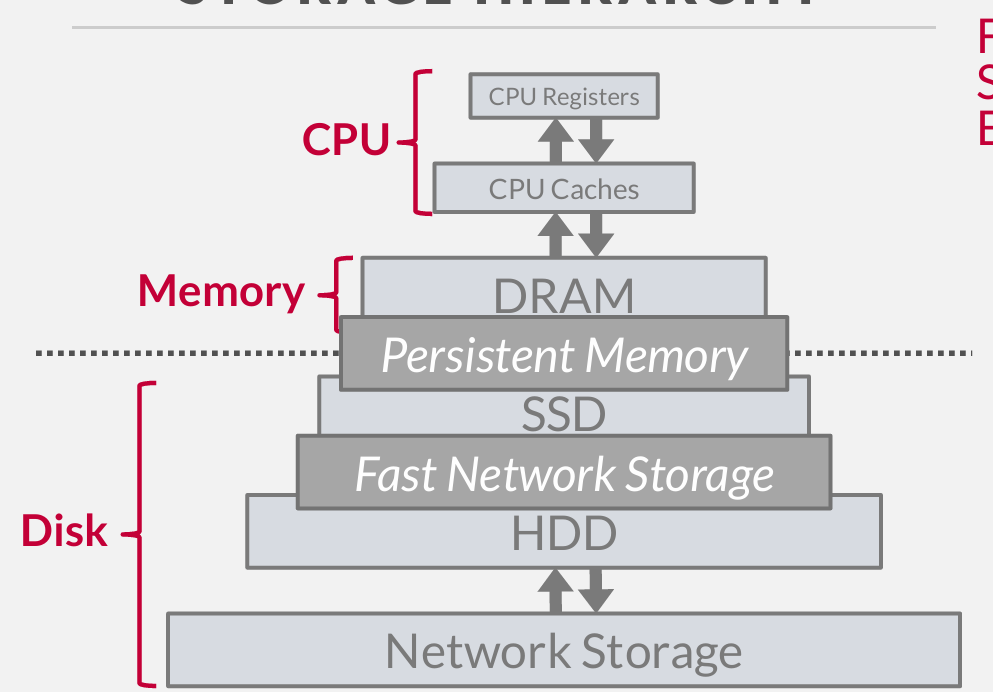 STORAGE HIERARCHY
CPU Registers
CPU
CPU Caches
Memory
DRAM
Persistent Memory
SSD
Fast Network Storage
Disk
HDD
Network Storage